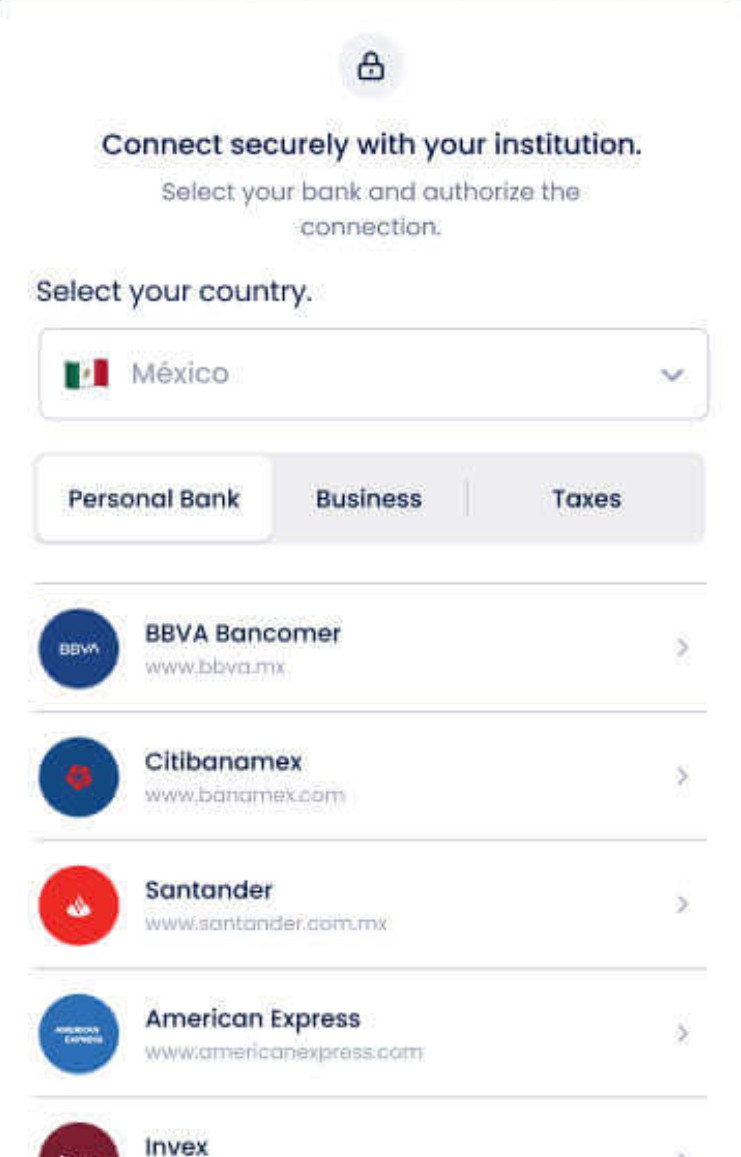 Connect securely with your institution.
Select your bank and authorize the
connection.
Select your country.
México
Personal Bank Business Taxes
BBVA
BBVA Bancomer
www.bbva.mx
Citibanamex
www.banamex.com
Santander
www.santander.com.mx
AMERICAN
EXPRESS
American Express
www.americanexpress.com
Invex